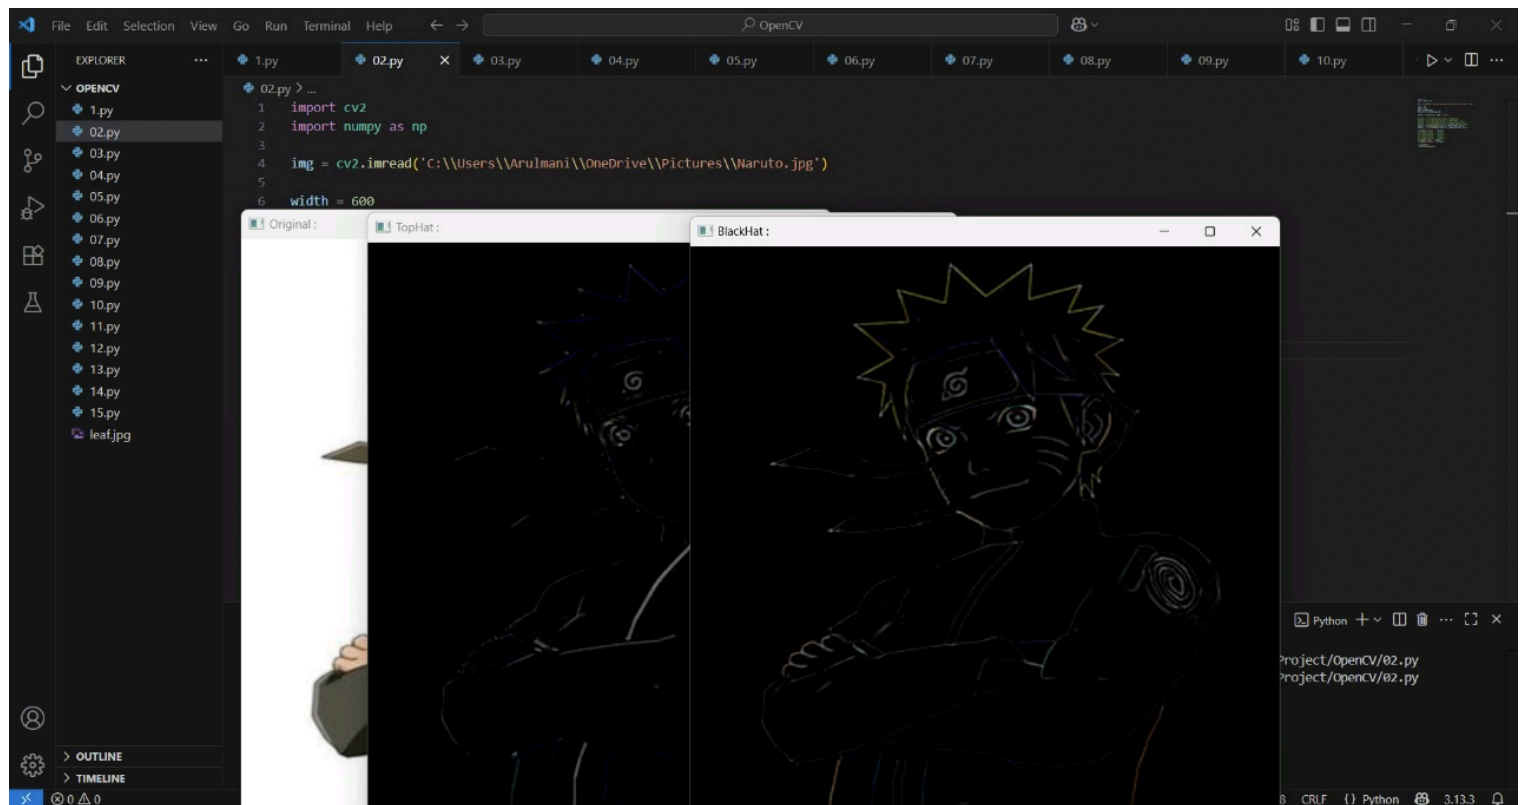 File Edit Selection View Go Run Terminal Help
OpenCV
EXPLORER
1.py 02.py 03.py 04.py 05.py 06.py 07.py 08.py 09.py 10.py
OPENCV
1.py
02.py
03.py
04.py
05.py
06.py
07.py
08.py
09.py
10.py
11.py
12.py
13.py
14.py
15.py
leaf.jpg
OUTLINE
TIMELINE
02.py > ...
1 import cv2
2 import numpy as np
3
4 img = cv2.imread('C:\\Users\\Arulmani\\OneDrive\\Pictures\\Naruto.jpg')
5
6 width = 600
Original :
TopHat :
BlackHat :
Python
Project/OpenCV/02.py
Project/OpenCV/02.py
0 0
8 CRLF {} Python 3.13.3